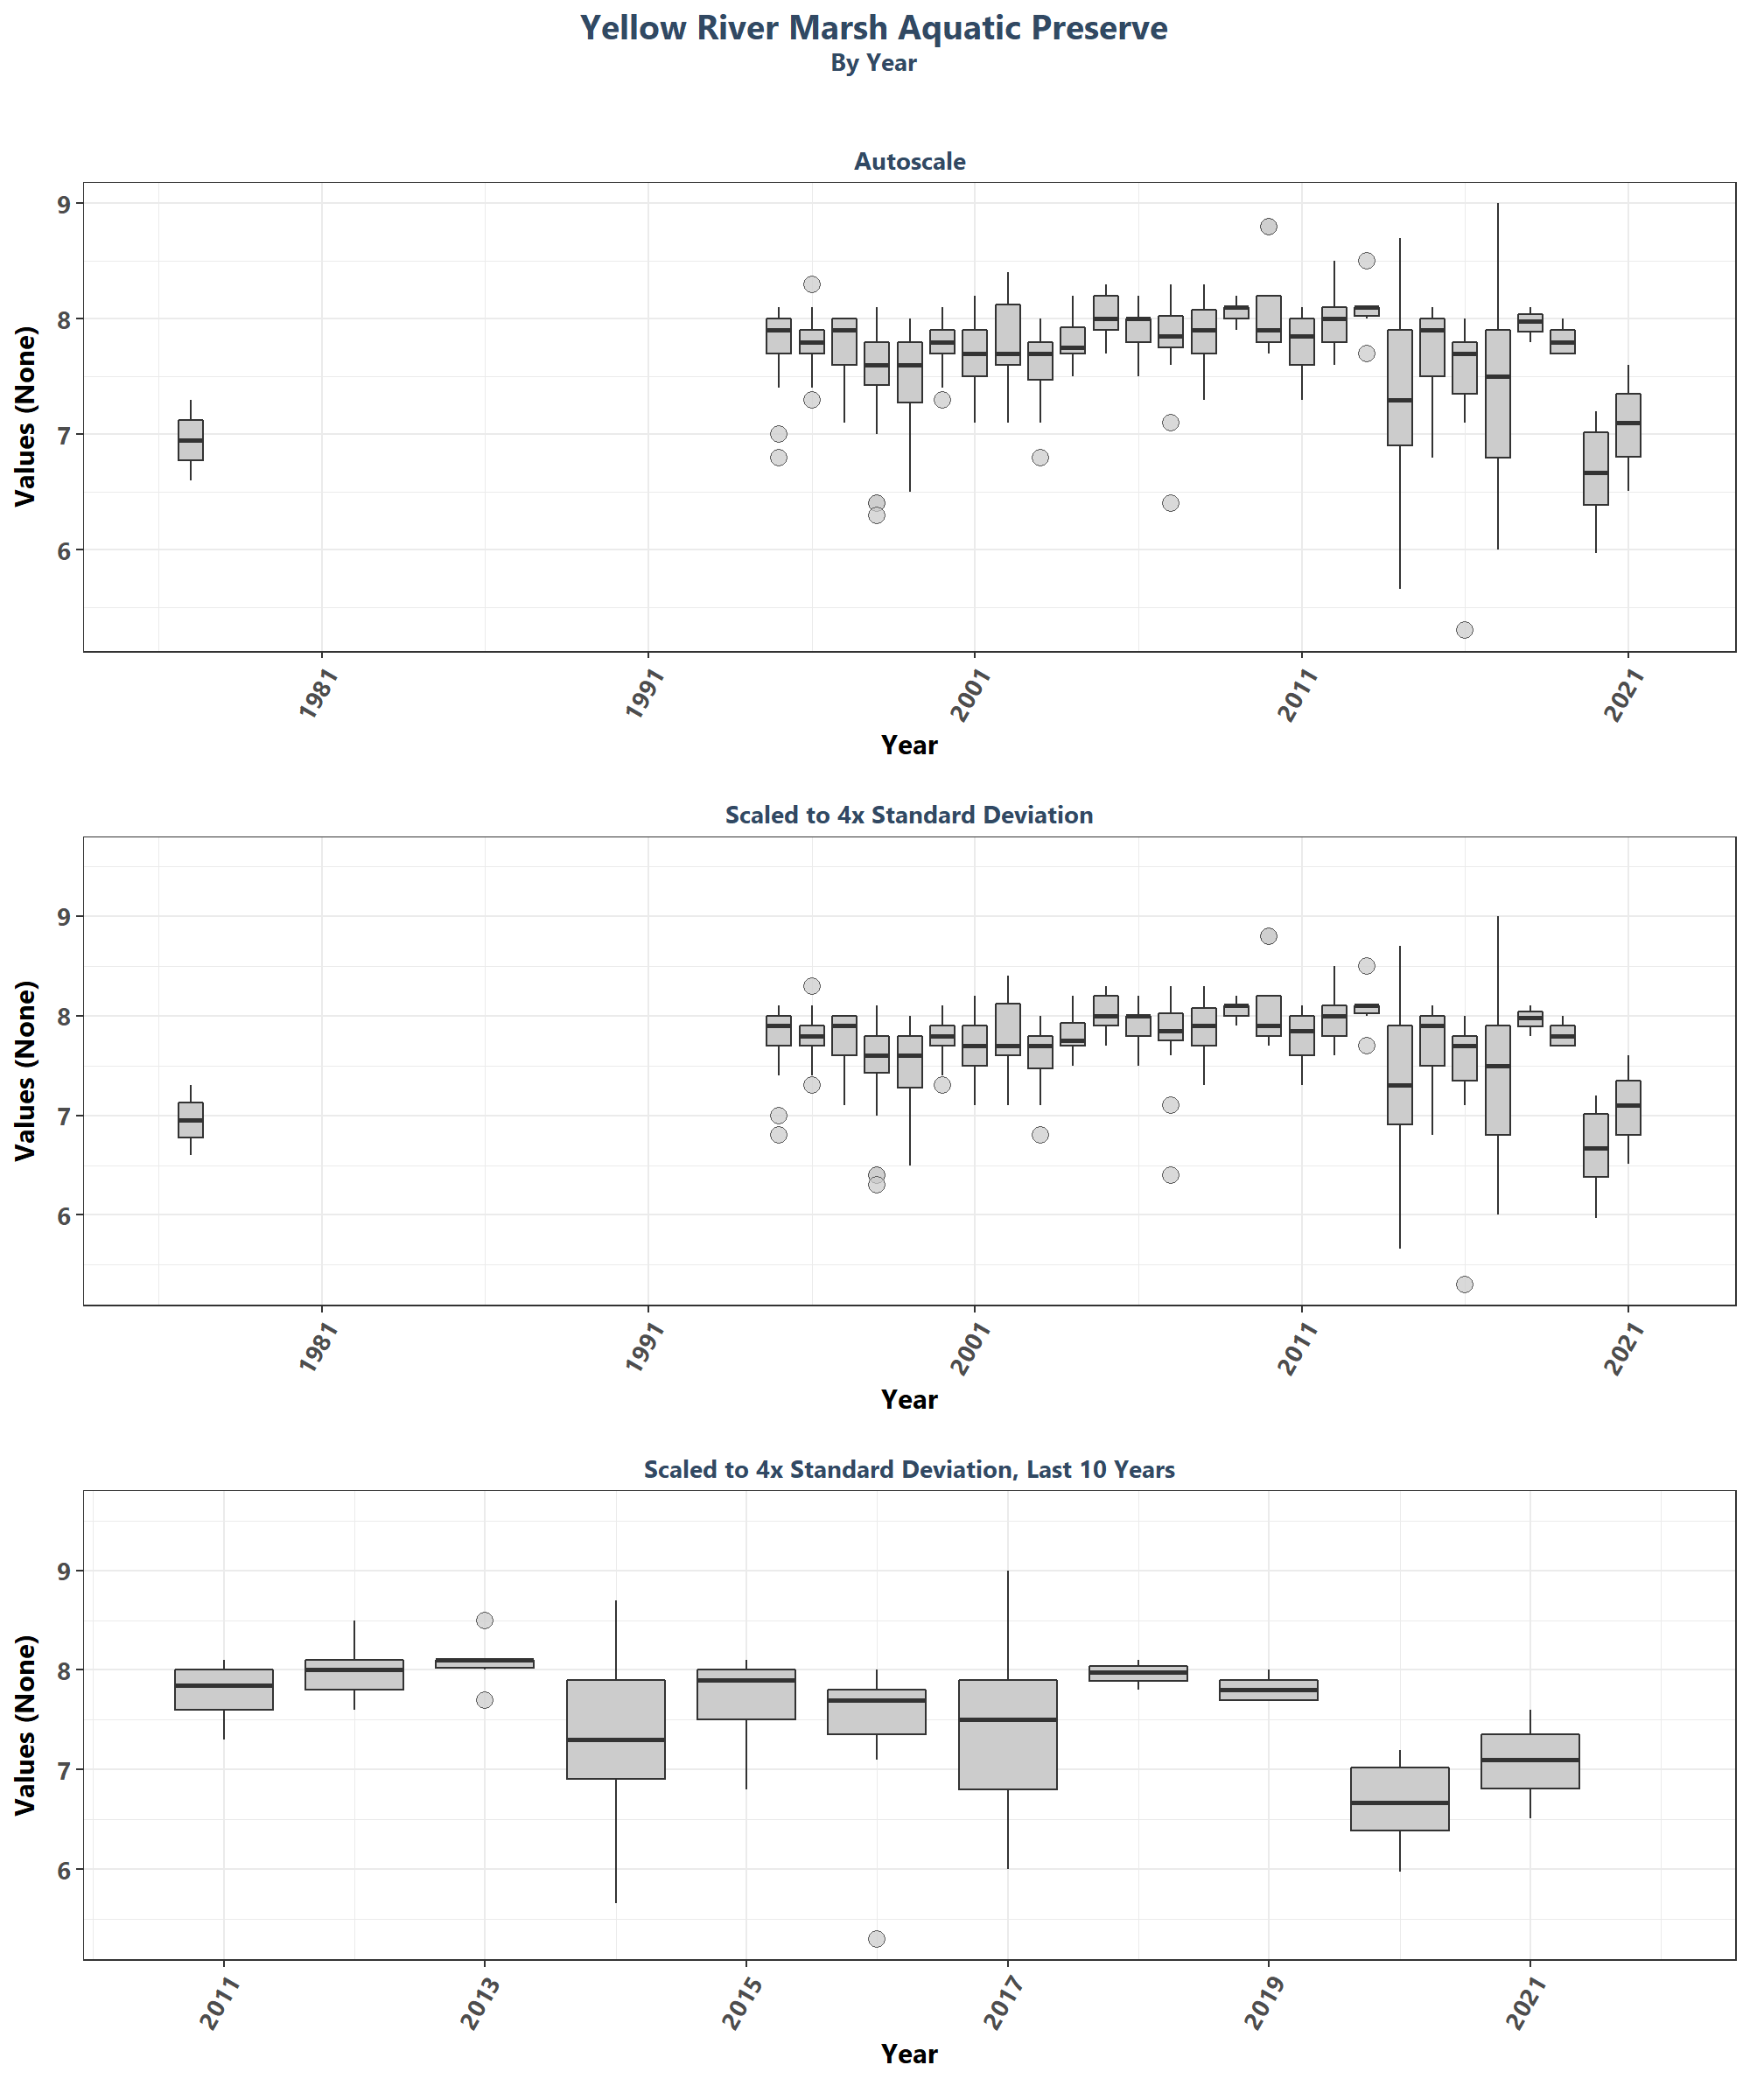 Yellow River Marsh Aquatic Preserve
By Year
Autoscale
Values (None)
9
8
7
6
1981 1991 2001 2011 2021
Year
Scaled to 4x Standard Deviation
Values (None)
9
8
7
6
1981 1991 2001 2011 2021
Year
Scaled to 4x Standard Deviation, Last 10 Years
Values (None)
9
8
7
6
2011 2013 2015 2017 2019 2021
Year